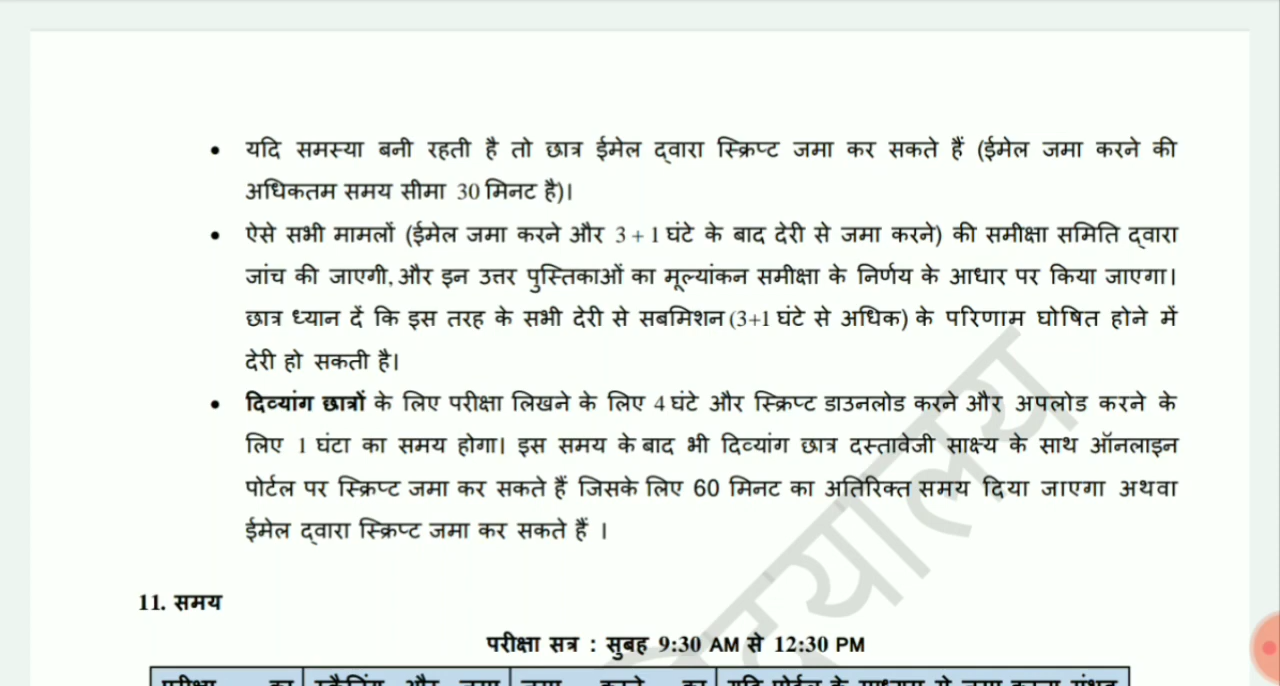 • यदि समस्या बनी रहती है तो छात्र ईमेल द्वारा स्क्रिप्ट जमा कर सकते हैं (ईमेल जमा करने की
अधिकतम समय सीमा 30 मिनट है)।
• ऐसे सभी मामलों (ईमेल जमा करने और 3 + 1 घंटे के बाद देरी से जमा करने) की समीक्षा समिति द्वारा
जांच की जाएगी, और इन उत्तर पुस्तिकाओं का मूल्यांकन समीक्षा के निर्णय के आधार पर किया जाएगा।
छात्र ध्यान दें कि इस तरह के सभी देरी से सबमिशन (3+1 घंटे से अधिक) के परिणाम घोषित होने में
देरी हो सकती है।
• दिव्यांग छात्रों के लिए परीक्षा लिखने के लिए 4 घंटे और स्क्रिप्ट डाउनलोड करने और अपलोड करने के
लिए 1 घंटा का समय होगा। इस समय के बाद भी दिव्यांग छात्र दस्तावेजी साक्ष्य के साथ ऑनलाइन
पोर्टल पर स्क्रिप्ट जमा कर सकते हैं जिसके लिए 60 मिनट का अतिरिक्त समय दिया जाएगा अथवा
ईमेल द्वारा स्क्रिप्ट जमा कर सकते हैं ।
11. समय
परीक्षा सत्र : सुबह 9:30 AM से 12:30 PM